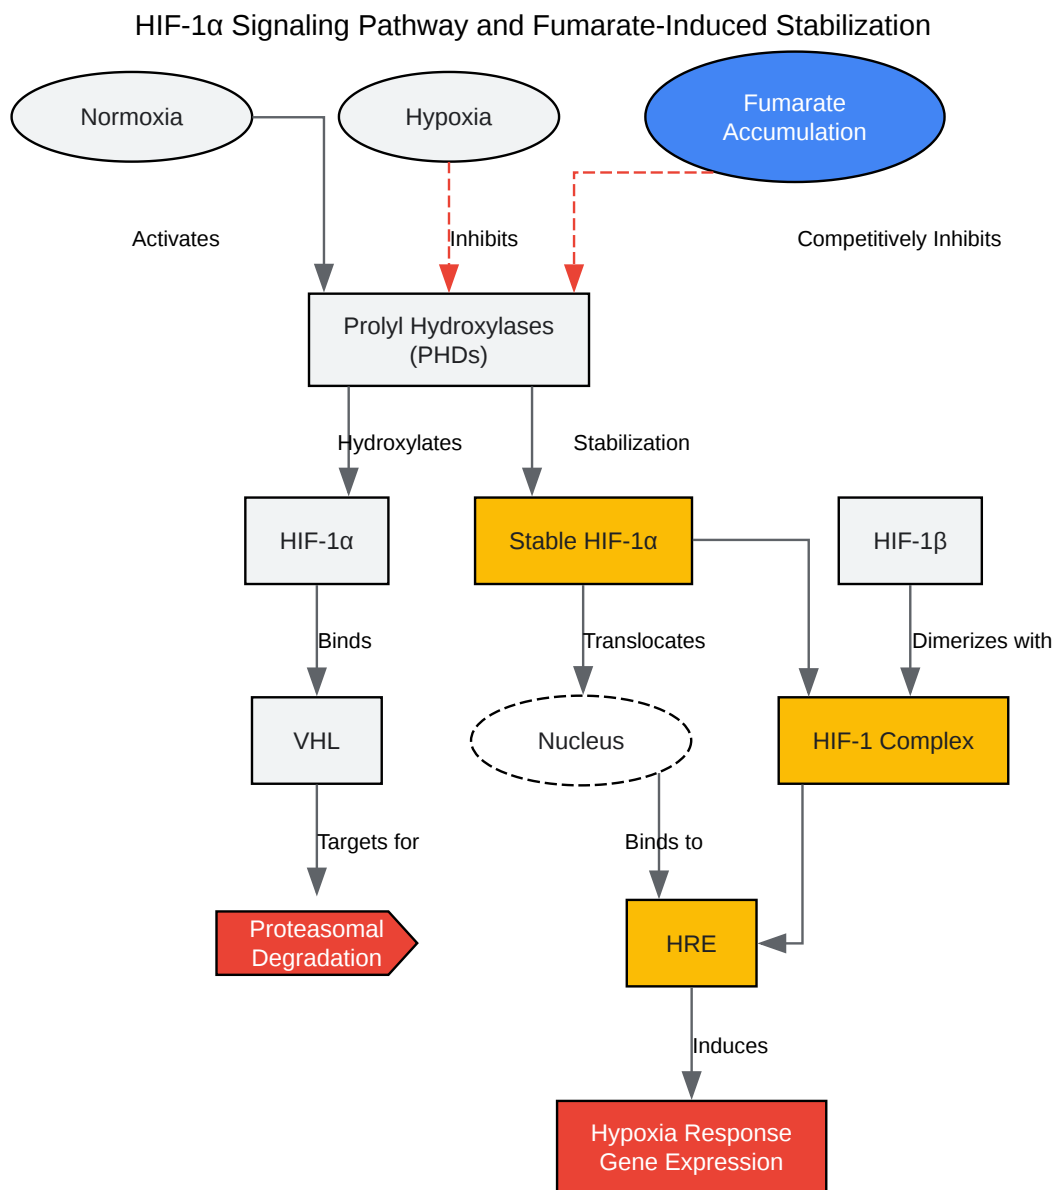 HIF-1α Signaling Pathway and Fumarate-Induced Stabilization
Normoxia
Hypoxia
Fumarate
Accumulation
Activates
Inhibits
Competitively Inhibits
Prolyl Hydroxylases
(PHDs)
Hydroxylates
Stabilization
HIF-1α
Stable HIF-1α
HIF-1β
Binds
Translocates
Dimerizes with
VHL
Nucleus
HIF-1 Complex
Targets for
Binds to
Proteasomal
Degradation
HRE
Induces
Hypoxia Response
Gene Expression